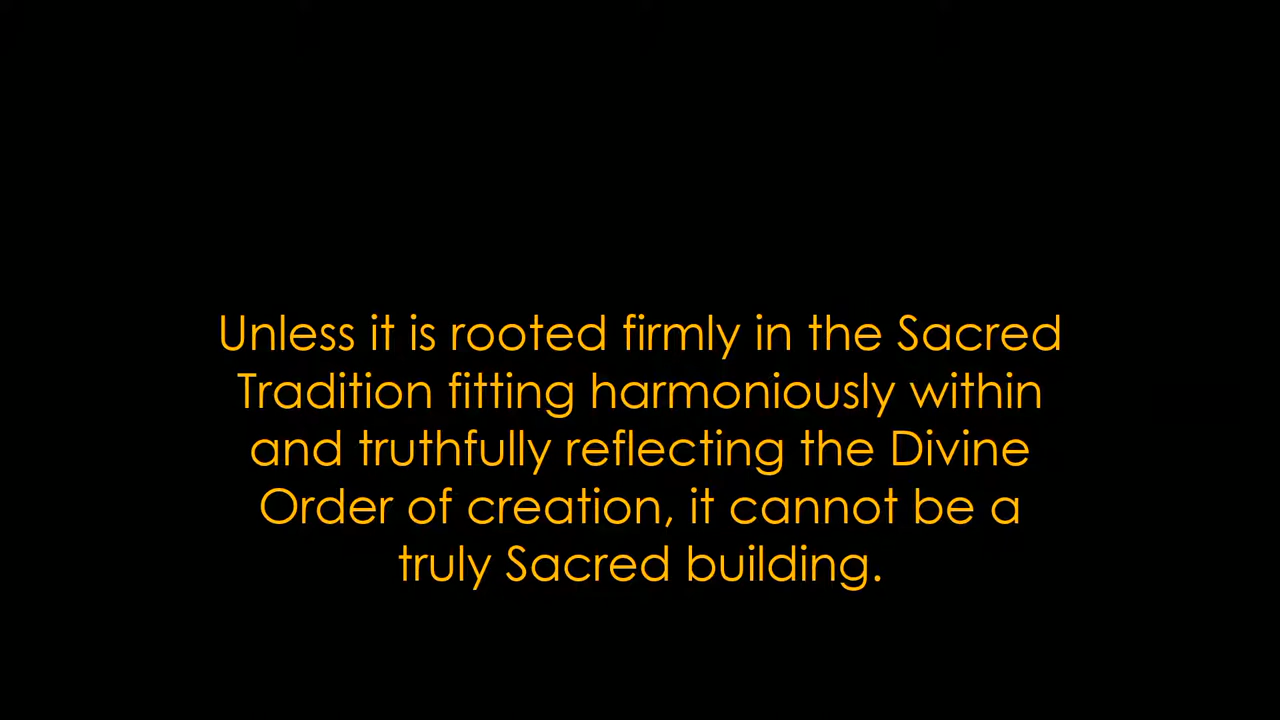 Unless it is rooted firmly in the Sacred
Tradition fitting harmoniously within
and truthfully reflecting the Divine
Order of creation, it cannot be a
truly Sacred building.